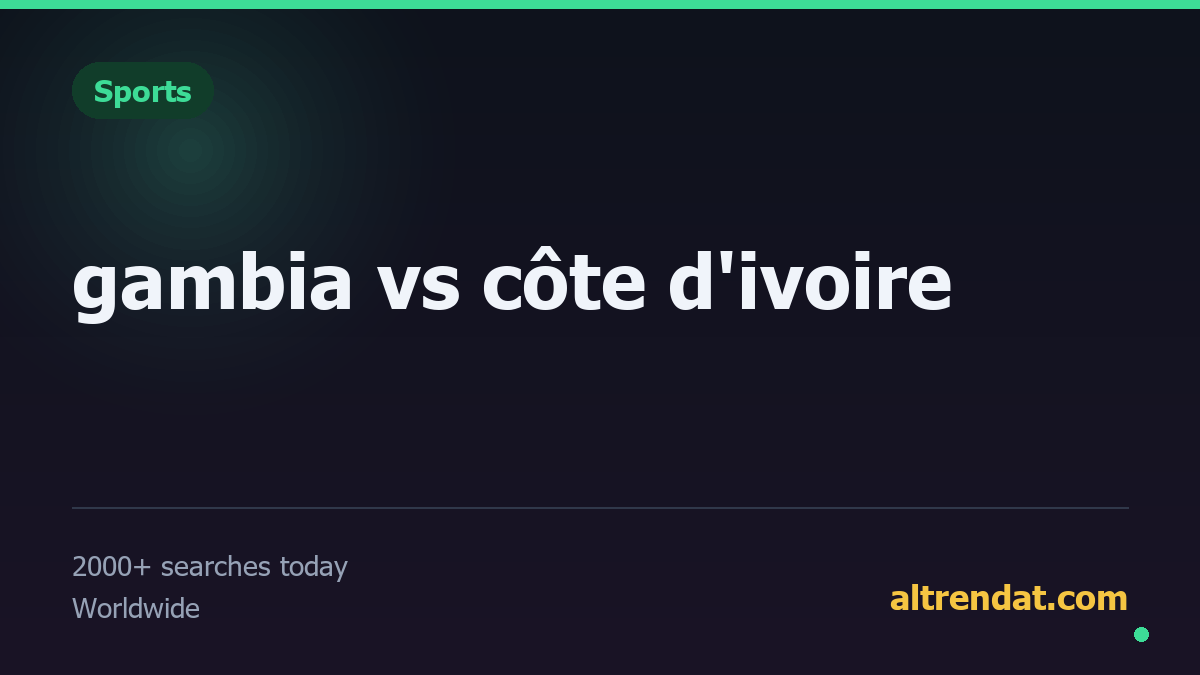 Sports
gambia vs côte d'ivoire
2000+ searches today
Worldwide
altrendat.com